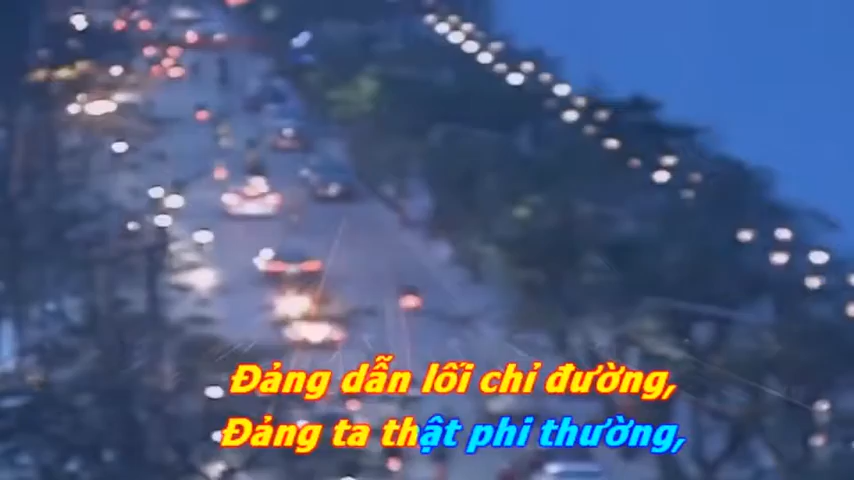 Đảng dẫn lối chỉ đường,
Đảng ta thật phi thường,